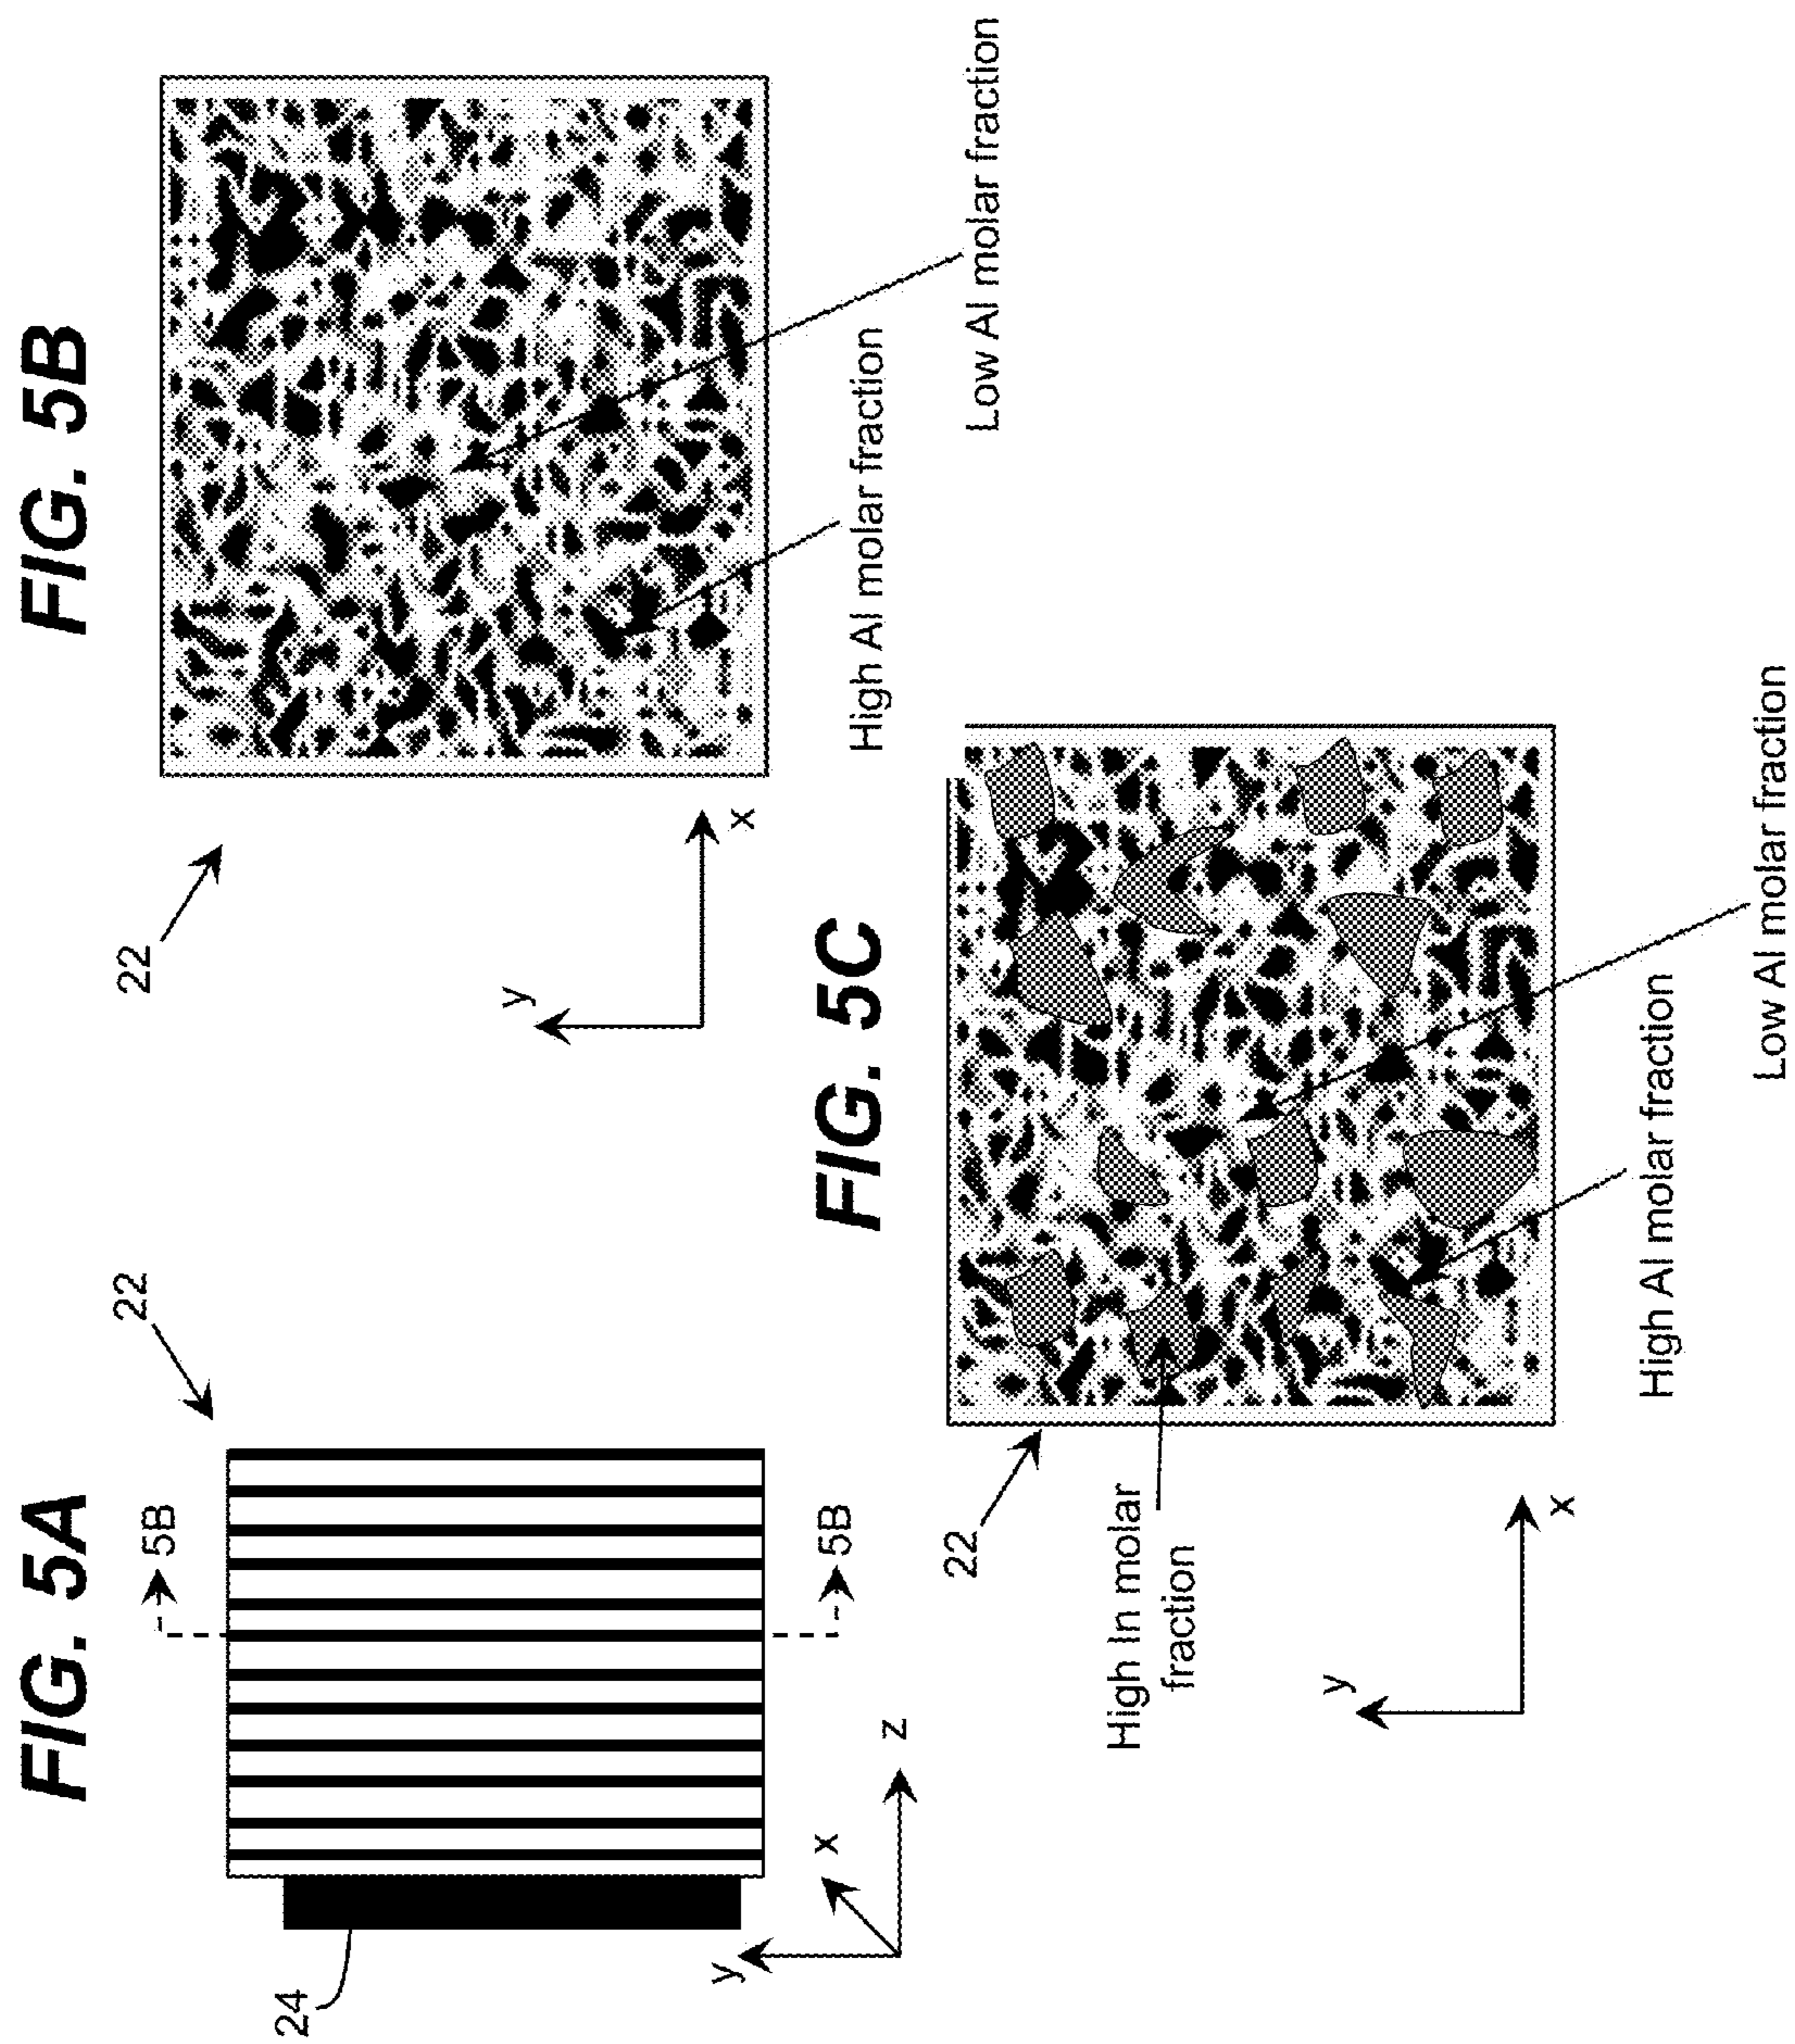 FIG. 5A
22
5B
5B
24
y
x
z
FIG. 5B
22
y
x
High Al molar fraction
Low Al molar fraction
FIG. 5C
22
High In molar
fraction
y
x
High Al molar fraction
Low Al molar fraction